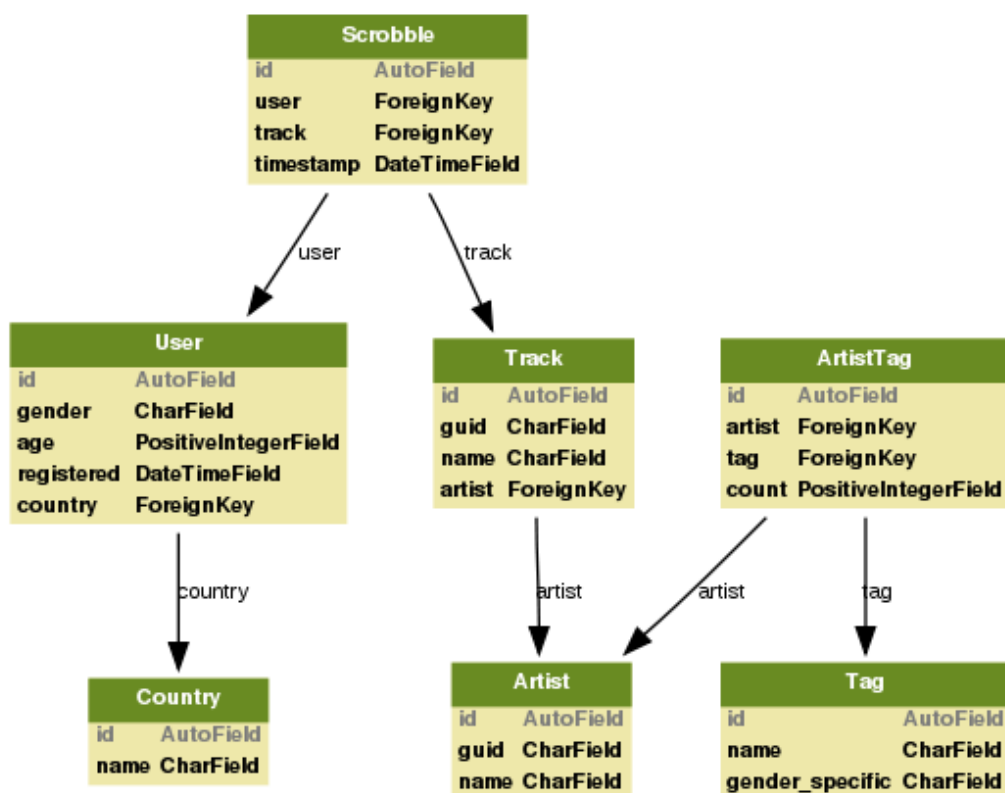 Scrobble
id AutoField
user ForeignKey
track ForeignKey
timestamp DateTimeField
user
track
User
id AutoField
gender CharField
age PositiveIntegerField
registered DateTimeField
country ForeignKey
Track
id AutoField
guid CharField
name CharField
artist ForeignKey
ArtistTag
id AutoField
artist ForeignKey
tag ForeignKey
count PositiveIntegerField
country
artist
artist
tag
Country
id AutoField
name CharField
Artist
id AutoField
guid CharField
name CharField
Tag
id AutoField
name CharField
gender_specific CharField